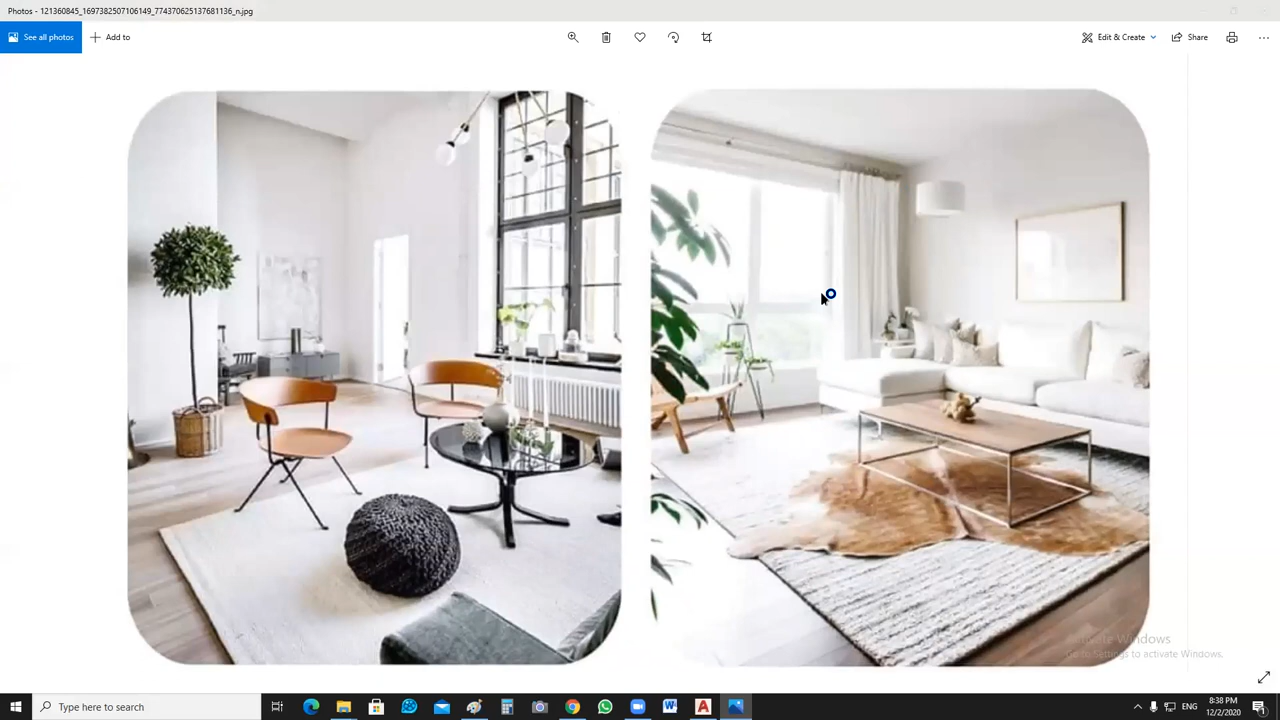 Photos - 121360845_1697382507106149_774370625137681136_n.jpg
See all photos
Add to
Edit & Create
Share
Activate Windows
Go to Settings to activate Windows.
Type here to search
ENG
8:38 PM
12/2/2020